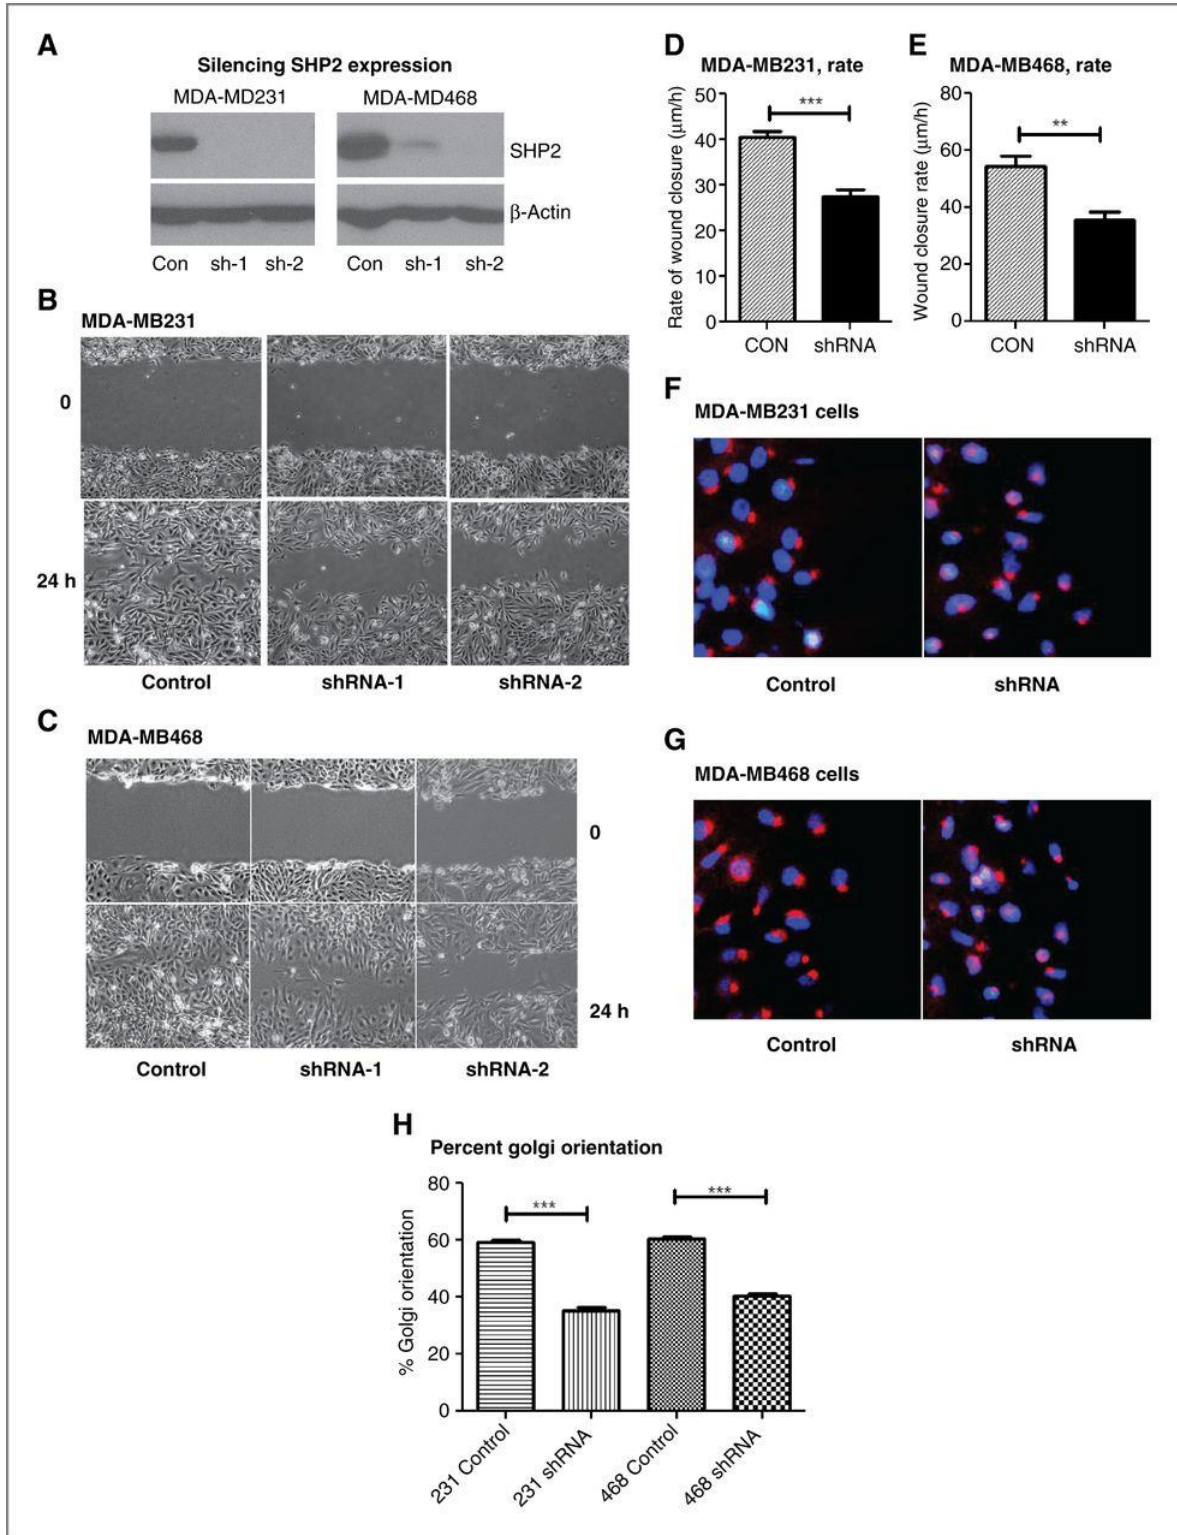 A
Silencing SHP2 expression
MDA-MD231 MDA-MD468
SHP2
β-Actin
Con sh-1 sh-2 Con sh-1 sh-2
B
MDA-MB231
0
24 h
Control shRNA-1 shRNA-2
C
MDA-MB468
0
24 h
Control shRNA-1 shRNA-2
D
MDA-MB231, rate
Rate of wound closure (μm/h)
50
40
30
20
10
0
***
CON shRNA
E
MDA-MB468, rate
Wound closure rate (μm/h)
80
60
40
20
0
**
CON shRNA
F
MDA-MB231 cells
Control shRNA
G
MDA-MB468 cells
Control shRNA
H
Percent golgi orientation
% Golgi orientation
80
60
40
20
0
*** ***
231 Control
231 shRNA
468 Control
468 shRNA